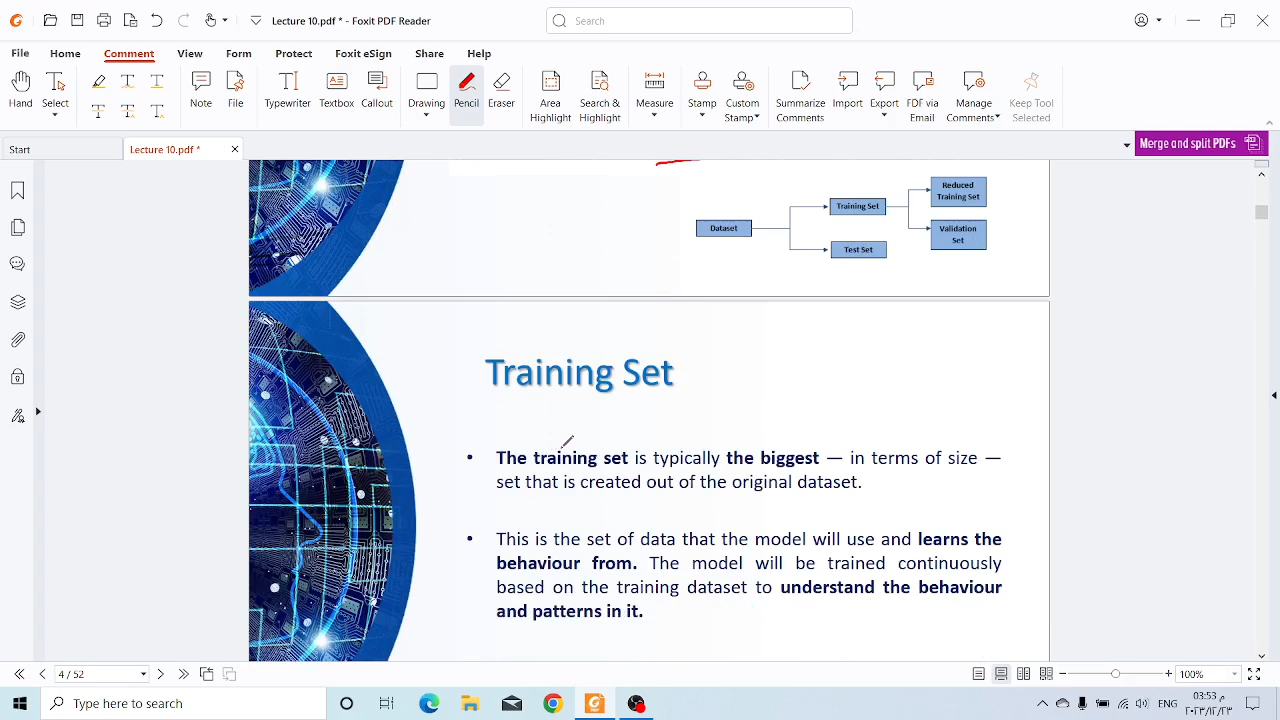 Lecture 10.pdf * - Foxit PDF Reader
Search
File Home Comment View Form Protect Foxit eSign Share Help
Hand Select Note File Typewriter Textbox Callout Drawing Pencil Eraser Area Highlight Search & Highlight Measure Stamp Custom Stamp Summarize Comments Import Export FDF via Email Manage Comments Keep Tool Selected
Start Lecture 10.pdf * Merge and split PDFs
Reduced
Training Set
Training Set
Dataset
Validation
Set
Test Set
Training Set
• The training set is typically the biggest — in terms of size —
set that is created out of the original dataset.
• This is the set of data that the model will use and learns the
behaviour from. The model will be trained continuously
based on the training dataset to understand the behaviour
and patterns in it.
4 / 52 100%
Type here to search 03:53